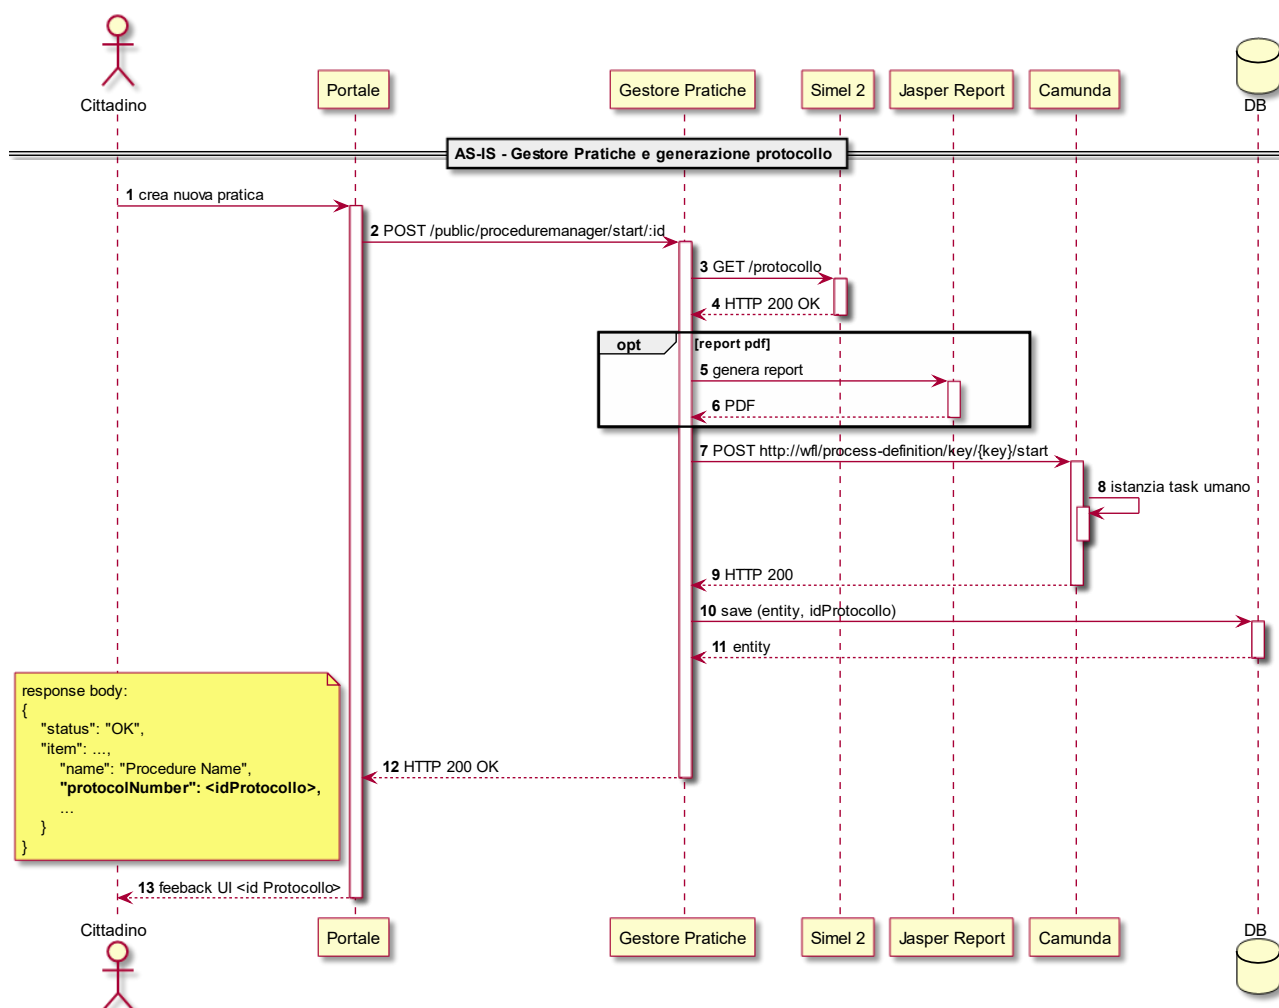 Cittadino
Portale
Gestore Pratiche
Simel 2
Jasper Report
Camunda
DB
AS-IS - Gestore Pratiche e generazione protocollo
1 crea nuova pratica
2 POST /public/proceduremanager/start/:id
3 GET /protocollo
4 HTTP 200 OK
opt [report pdf]
5 genera report
6 PDF
7 POST http://wfl/process-definition/key/{key}/start
8 istanzia task umano
9 HTTP 200
10 save (entity, idProtocollo)
11 entity
response body:
{
"status": "OK",
"item": ...,
"name": "Procedure Name",
"protocolNumber": <idProtocollo>,
...
}
}
12 HTTP 200 OK
13 feeback UI <id Protocollo>
Cittadino
Portale
Gestore Pratiche
Simel 2
Jasper Report
Camunda
DB